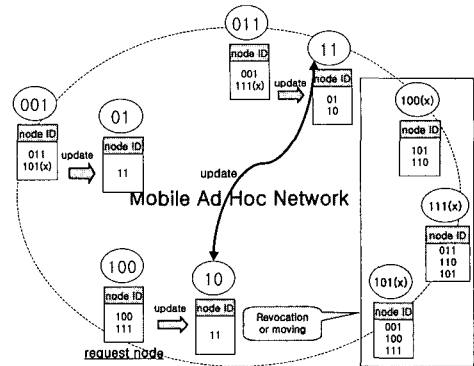 011
node ID
001
111(x)
update
11
node ID
01
10
100(x)
node ID
101
110
001
node ID
011
101(x)
update
01
node ID
11
update
Mobile Ad Hoc Network
111(x)
node ID
011
110
101
100
node ID
100
111
request node
update
10
node ID
11
Revocation
or moving
101(x)
node ID
001
100
111